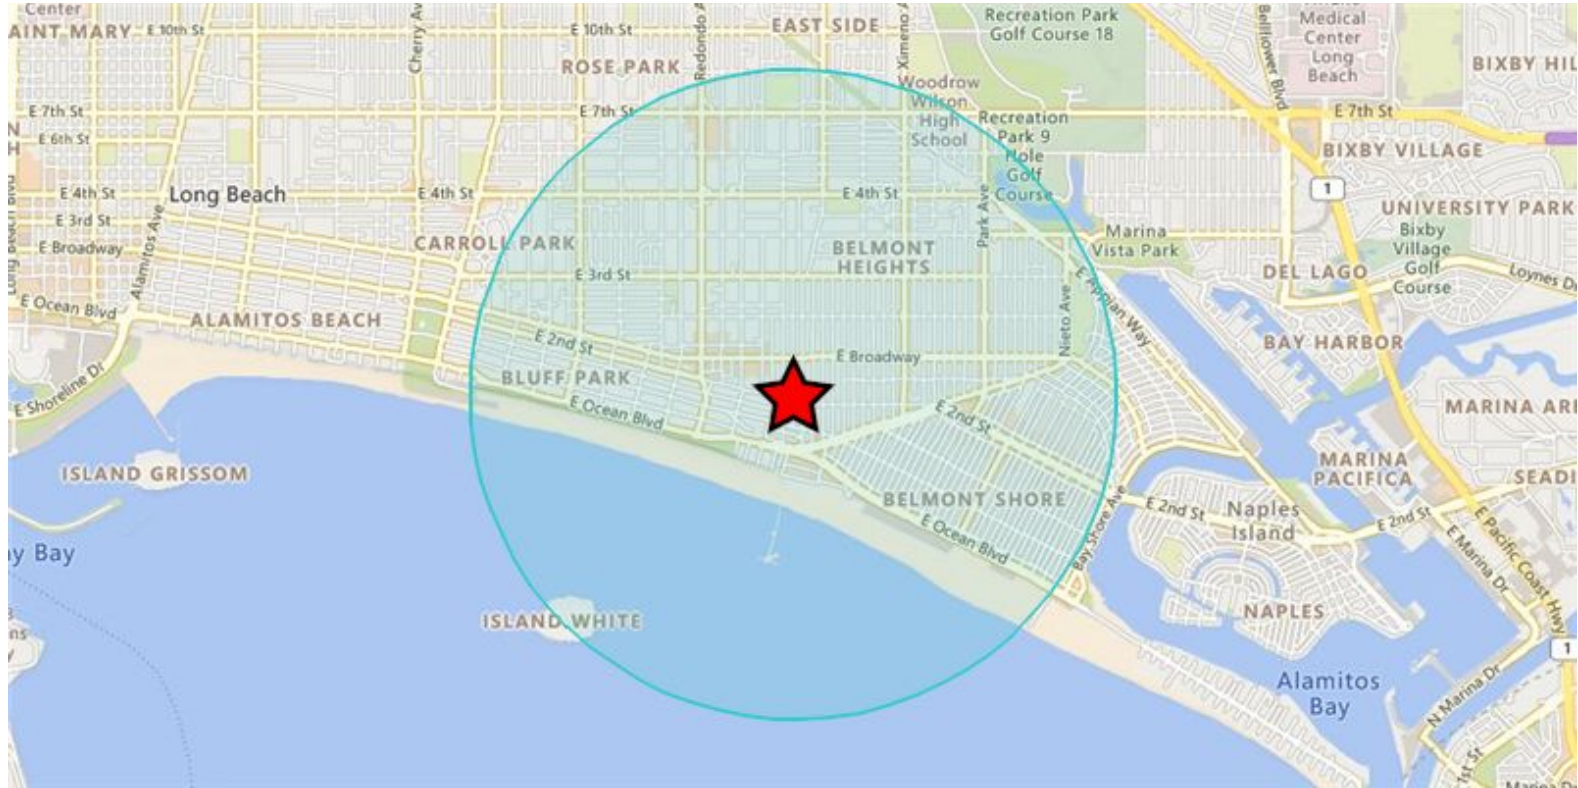 Center
AINT MARY
E 10th St
Cherry Av
E 10th St
Redondo A
EAST SIDE
Ximeno A
Recreation Park
Golf Course 18
Bellflower Blvd
Medical
Center
Long
Beach
BIXBY HIL
ROSE PARK
Woodrow
Wilson
High
School
E 7th St
E 7th St
E 7th St
Recreation
Park 9
Hole
Golf
Course
E 6th St
BIXBY VILLAGE
1
E 4th St
Long Beach
E 4th St
E 4th St
Park Ave
E 3rd St
Alamitos Ave
UNIVERSITY PARK
Bixby
Village
Golf
Course
Marina
Vista Park
E Broadway
CARROLL PARK
BELMONT
HEIGHTS
E 3rd St
DEL LAGO
Loynes D
E Appian Way
Nieto Ave
E Ocean Blvd
ALAMITOS BEACH
E 2nd St
E Broadway
BAY HARBOR
BLUFF PARK
E Shoreline Dr
E Ocean Blvd
E 2nd St
MARINA AR
ISLAND GRISSOM
MARINA
PACIFICA
SEADI
BELMONT SHORE
Bay Shore Ave
E 2nd St
Naples
Island
E 2nd St
E Ocean Blvd
E Marina Dr
E Pacific Coast Hwy
y Bay
ISLAND WHITE
NAPLES
ns
1
Alamitos
Bay
N Marina Dr
1st St